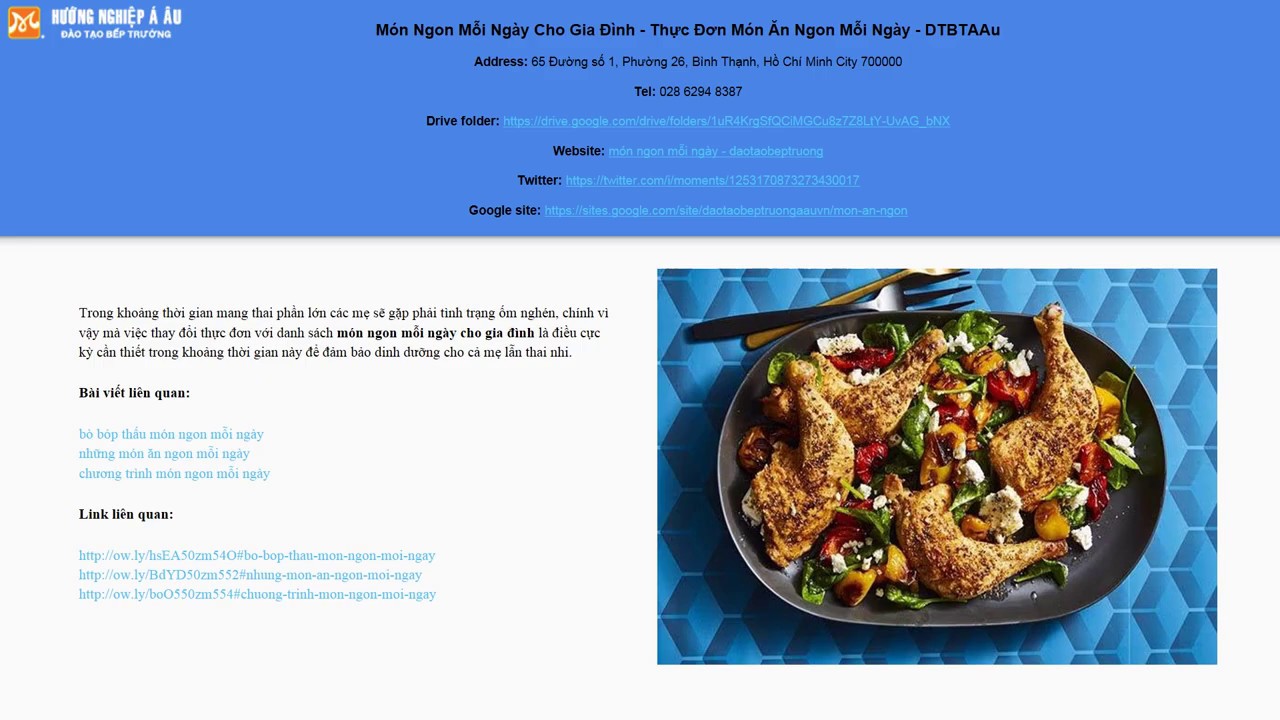 HƯỚNG NGHIỆP Á ÂU
ĐÀO TẠO BẾP TRƯỞNG
Món Ngon Mỗi Ngày Cho Gia Đình - Thực Đơn Món Ăn Ngon Mỗi Ngày - DTBTAAu
Address: 65 Đường số 1, Phường 26, Bình Thạnh, Hồ Chí Minh City 700000
Tel: 028 6294 8387
Drive folder: https://drive.google.com/drive/folders/1uR4KrgSfQCiMGCu8z7Z8LtY-UvAG_bNX
Website: món ngon mỗi ngày - daotaobeptruong
Twitter: https://twitter.com/i/moments/1253170873273430017
Google site: https://sites.google.com/site/daotaobeptruongaauvn/mon-an-ngon
Trong khoảng thời gian mang thai phần lớn các mẹ sẽ gặp phải tình trạng ốm nghén, chính vì
vậy mà việc thay đổi thực đơn với danh sách món ngon mỗi ngày cho gia đình là điều cực
kỳ cần thiết trong khoảng thời gian này để đảm bảo dinh dưỡng cho cả mẹ lẫn thai nhi.
Bài viết liên quan:
bò bóp thấu món ngon mỗi ngày
những món ăn ngon mỗi ngày
chương trình món ngon mỗi ngày
Link liên quan:
http://ow.ly/hsEA50zm54O#bo-bop-thau-mon-ngon-moi-ngay
http://ow.ly/BdYD50zm552#nhung-mon-an-ngon-moi-ngay
http://ow.ly/boO550zm554#chuong-trinh-mon-ngon-moi-ngay